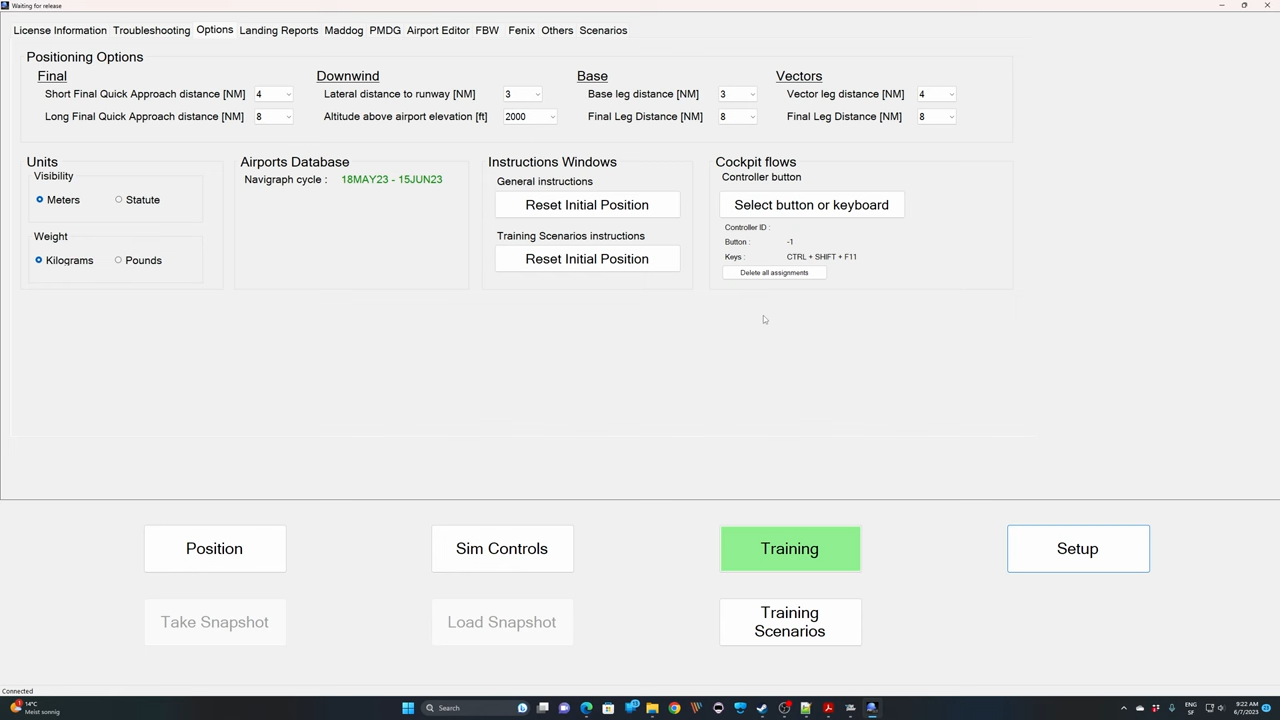 Waiting for release
License Information Troubleshooting Options Landing Reports Maddog PMDG Airport Editor FBW Fenix Others Scenarios
Positioning Options
Final Downwind Base Vectors
Short Final Quick Approach distance [NM] 4 Lateral distance to runway [NM] 3 Base leg distance [NM] 3 Vector leg distance [NM] 4
Long Final Quick Approach distance [NM] 8 Altitude above airport elevation [ft] 2000 Final Leg Distance [NM] 8 Final Leg Distance [NM] 8
Units Airports Database Instructions Windows Cockpit flows
Visibility Navigraph cycle : 18MAY23 - 15JUN23 General instructions Controller button
Meters Statute Reset Initial Position Select button or keyboard
Controller ID :
Weight Training Scenarios instructions Button : -1
Kilograms Pounds Reset Initial Position Keys : CTRL + SHIFT + F11
Delete all assignments
Position Sim Controls Training Setup
Take Snapshot Load Snapshot Training
Scenarios
Connected
14°C
Meist sonnig
Search
ENG
SF
9:22 AM
6/7/2023